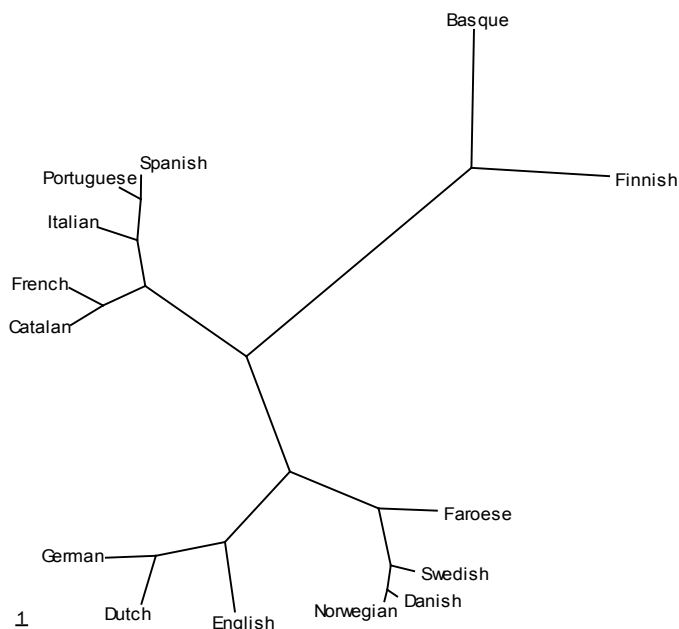 Basque
Spanish
Portuguese
Finnish
Italian
French
Catalan
Faroese
German
Swedish
Danish
Norwegian
Dutch
English
1